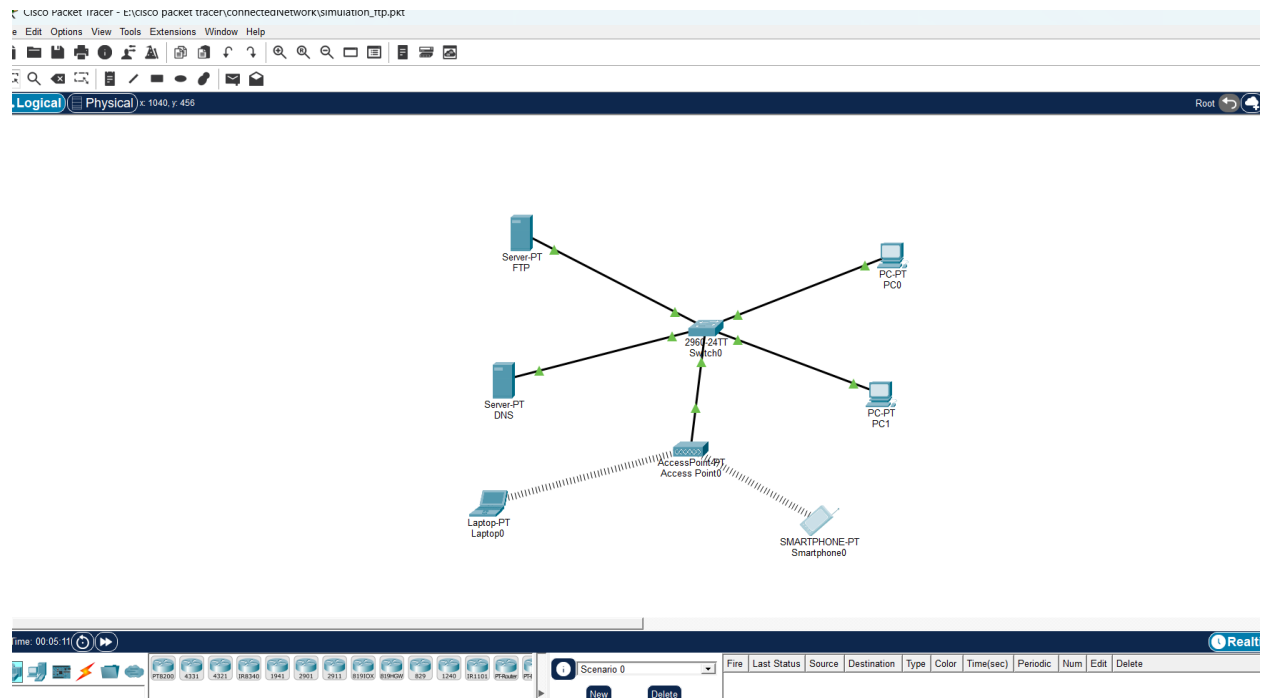 Cisco Packet Tracer - E:\cisco packet tracer\connectedNetwork\simulation_ftp.pkt
e Edit Options View Tools Extensions Window Help
Logical Physical x: 1040, y: 456 Root
Server-PT
FTP
PC-PT
PC0
2960-24TT
Switch0
Server-PT
DNS
PC-PT
PC1
AccessPoint-PT
Access Point0
Laptop-PT
Laptop0
SMARTPHONE-PT
Smartphone0
Time: 00:05:11 Realt
PT8200 4331 4321 IR8340 1941 2901 2911 819IOX 819HGW 829 1240 IR1101 PT-Router
Scenario 0 Fire Last Status Source Destination Type Color Time(sec) Periodic Num Edit Delete
New Delete